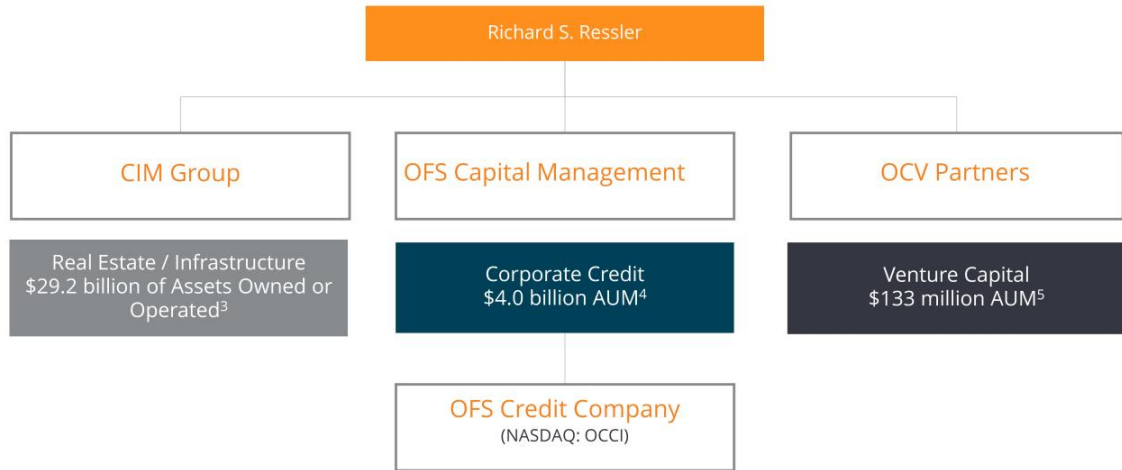 Richard S. Ressler
CIM Group
OFS Capital Management
OCV Partners
Real Estate / Infrastructure
$29.2 billion of Assets Owned or
Operated³
Corporate Credit
$4.0 billion AUM⁴
Venture Capital
$133 million AUM⁵
OFS Credit Company
(NASDAQ: OCCI)